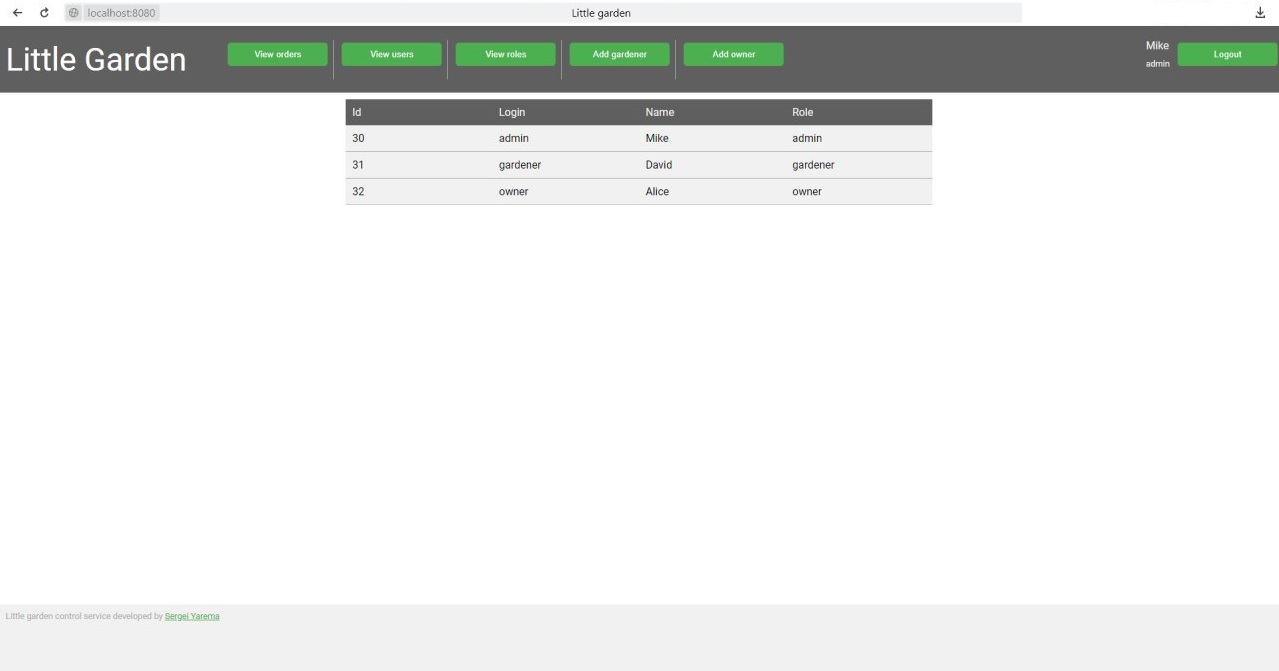 localhost:8080 Little garden
Little Garden View orders View users View roles Add gardener Add owner Mike Logout
admin
Id Login Name Role
30 admin Mike admin
31 gardener David gardener
32 owner Alice owner
Little garden control service developed by Sergei Yarema